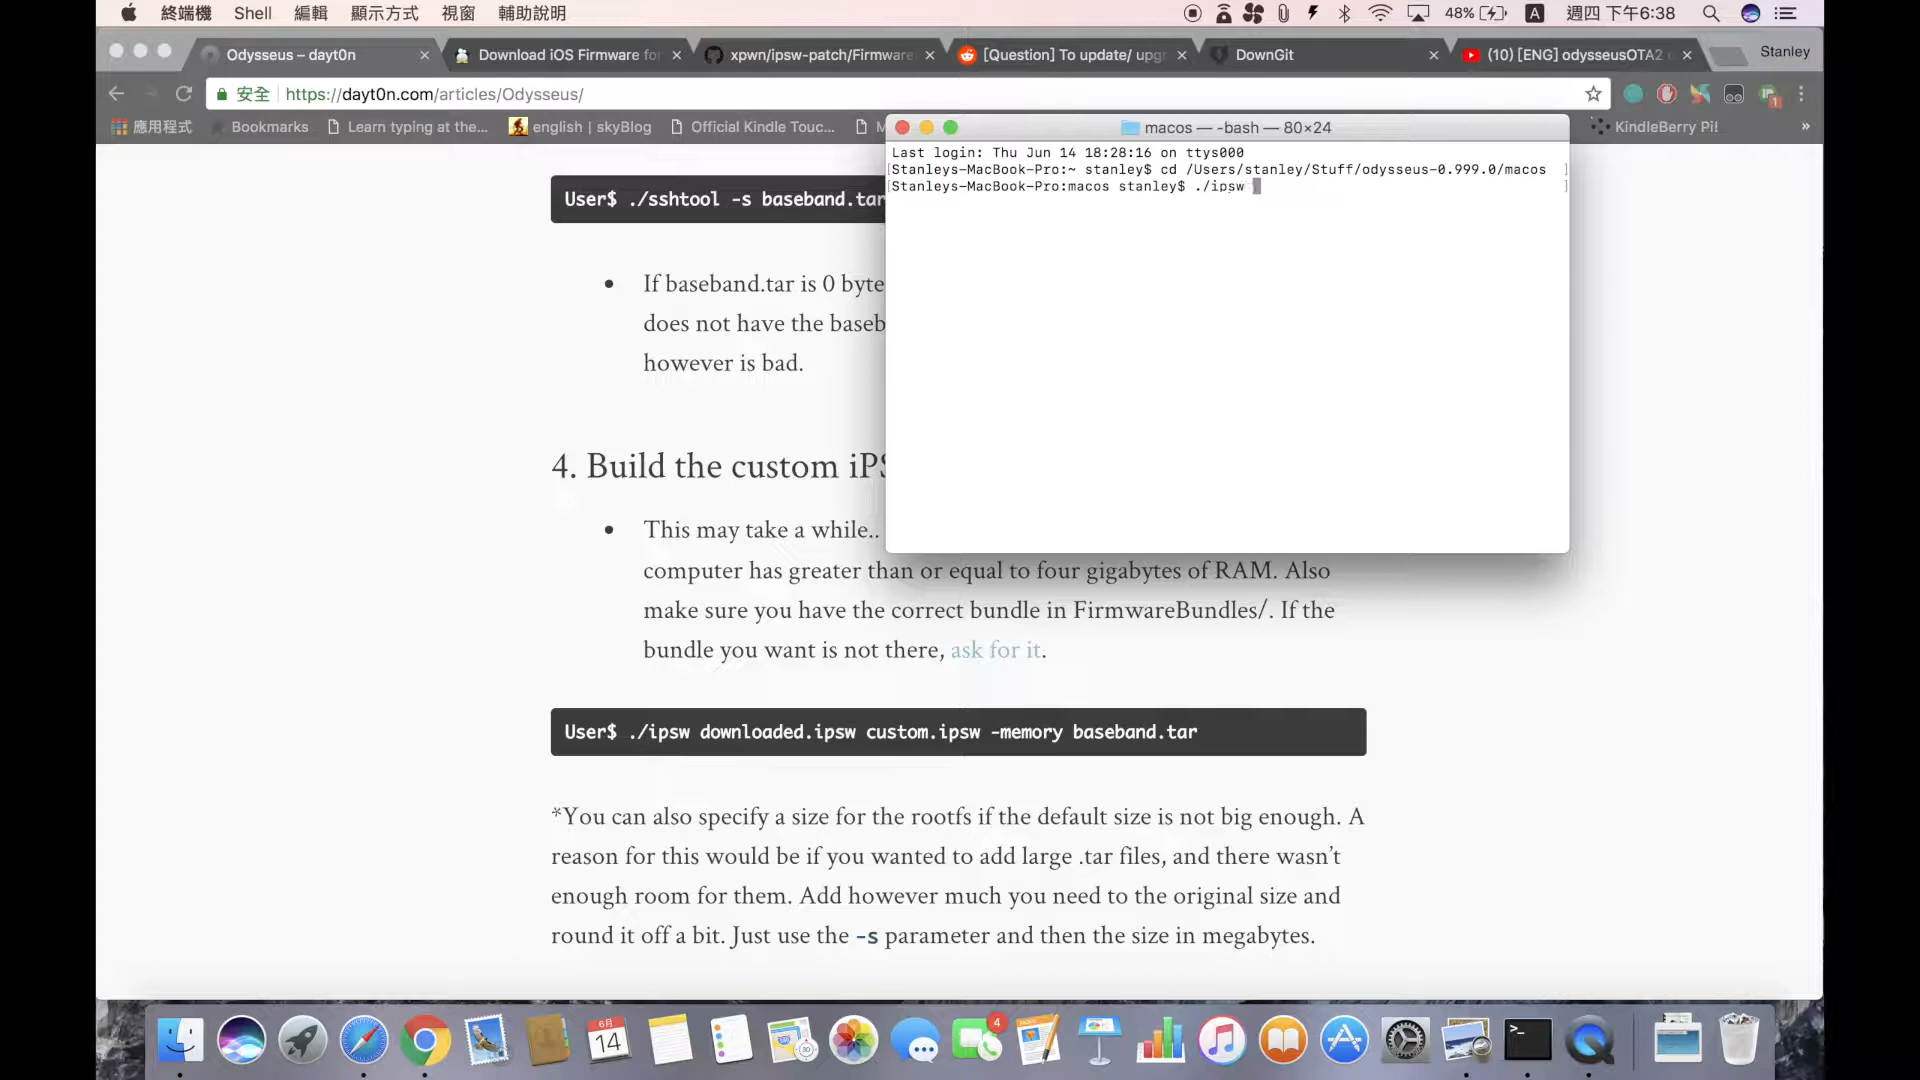 終端機 Shell 編輯 顯示方式 視窗 輔助說明 48% A 週四 下午6:38
Odysseus – dayt0n Download iOS Firmware for xpwn/ipsw-patch/Firmware [Question] To update/ upg DownGit (10) [ENG] odysseusOTA2 Stanley
安全 https://dayt0n.com/articles/Odysseus/
應用程式 Bookmarks Learn typing at the... english | skyBlog Official Kindle Touc... KindleBerry Pi! »
macos — -bash — 80×24
Last login: Thu Jun 14 18:28:16 on ttys000
[Stanleys-MacBook-Pro:~ stanley$ cd /Users/stanley/Stuff/odysseus-0.999.0/macos ]
[Stanleys-MacBook-Pro:macos stanley$ ./ipsw ]
User$ ./sshtool -s baseband.tar
If baseband.tar is 0 byte
does not have the baseb
however is bad.
4. Build the custom iPS
This may take a while..
computer has greater than or equal to four gigabytes of RAM. Also
make sure you have the correct bundle in FirmwareBundles/. If the
bundle you want is not there, ask for it.
User$ ./ipsw downloaded.ipsw custom.ipsw -memory baseband.tar
*You can also specify a size for the rootfs if the default size is not big enough. A
reason for this would be if you wanted to add large .tar files, and there wasn’t
enough room for them. Add however much you need to the original size and
round it off a bit. Just use the -s parameter and then the size in megabytes.
6月
14
4